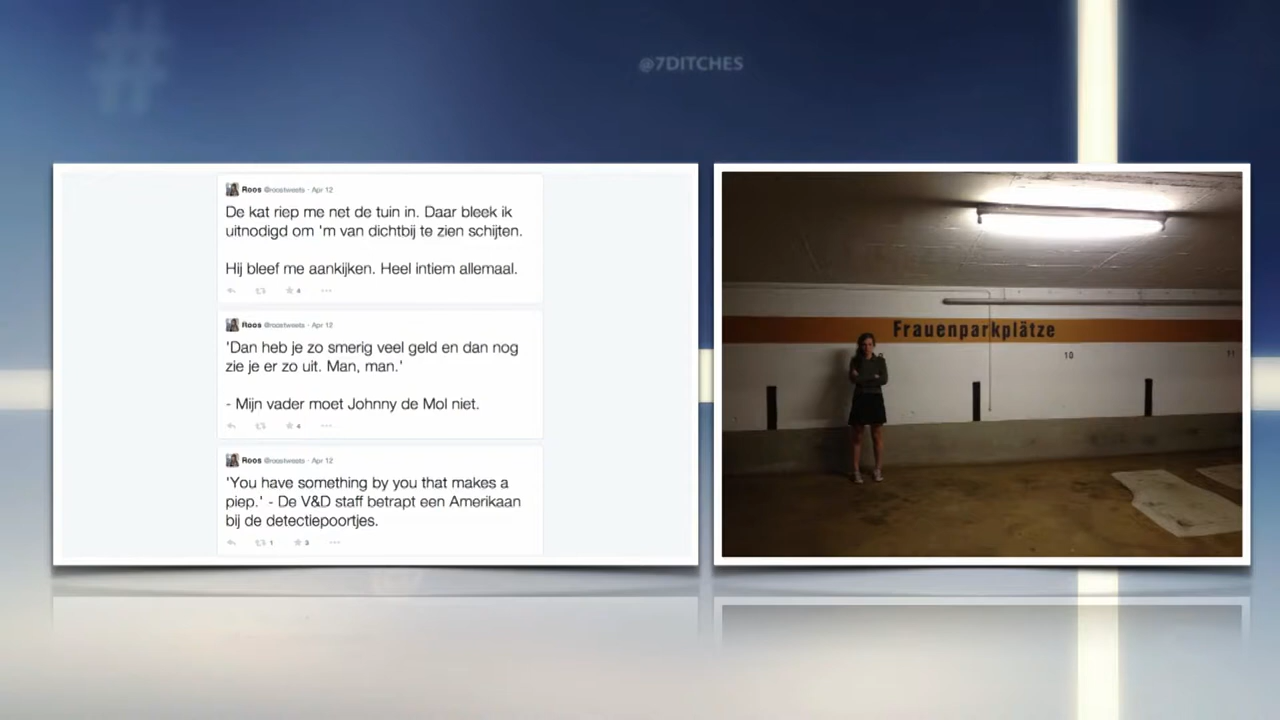 #
@7DITCHES
Roos @roostweets · Apr 12
De kat riep me net de tuin in. Daar bleek ik
uitnodigd om 'm van dichtbij te zien schijten.
Hij bleef me aankijken. Heel intiem allemaal.
4
Roos @roostweets · Apr 12
'Dan heb je zo smerig veel geld en dan nog
zie je er zo uit. Man, man.'
- Mijn vader moet Johnny de Mol niet.
4
Roos @roostweets · Apr 12
'You have something by you that makes a
piep.' - De V&D staff betrapt een Amerikaan
bij de detectiepoortjes.
1 3
Frauenparkplätze
10
11